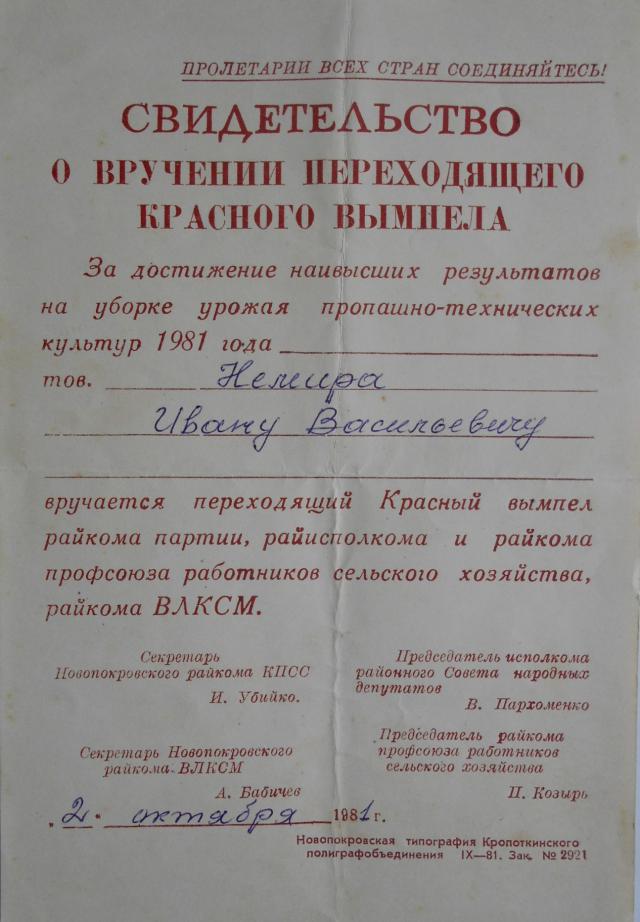 ПРОЛЕТАРИИ ВСЕХ СТРАН СОЕДИНЯЙТЕСЬ!
СВИДЕТЕЛЬСТВО
О ВРУЧЕНИИ ПЕРЕХОДЯЩЕГО
КРАСНОГО ВЫМПЕЛА
За достижение наивысших результатов
на уборке урожая пропашно-технических
культур 1981 года
тов. Немира
Ивану Васильевичу
вручается переходящий Красный вымпел
райкома партии, райисполкома и райкома
профсоюза работников сельского хозяйства,
райкома ВЛКСМ.
Секретарь
Новопокровского райкома КПСС
И. Убийко.
Председатель исполкома
районного Совета народных
депутатов
В. Пархоменко
Секретарь Новопокровского
райкома ВЛКСМ
А. Бабичев
Председатель райкома
профсоюза работников
сельского хозяйства
П. Козырь
„2" октября 1981 г.
Новопокровская типография Кропоткинского
полиграфобъединения IX—81. Зак. № 2921